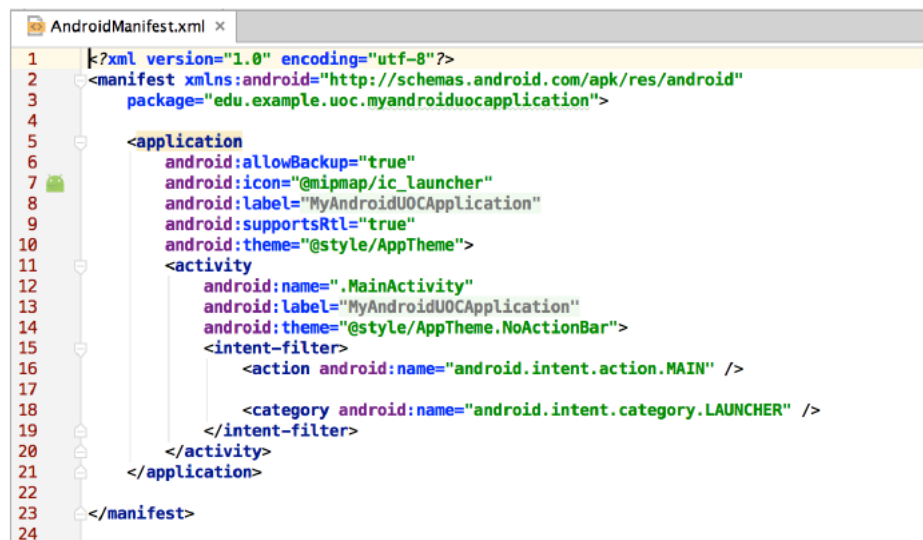 AndroidManifest.xml ×
1 <?xml version="1.0" encoding="utf-8"?>
2 <manifest xmlns:android="http://schemas.android.com/apk/res/android"
3 package="edu.example.uoc.myandroiduocapplication">
4
5 <application
6 android:allowBackup="true"
7 android:icon="@mipmap/ic_launcher"
8 android:label="MyAndroidUOCApplication"
9 android:supportsRtl="true"
10 android:theme="@style/AppTheme">
11 <activity
12 android:name=".MainActivity"
13 android:label="MyAndroidUOCApplication"
14 android:theme="@style/AppTheme.NoActionBar">
15 <intent-filter>
16 <action android:name="android.intent.action.MAIN" />
17
18 <category android:name="android.intent.category.LAUNCHER" />
19 </intent-filter>
20 </activity>
21 </application>
22
23 </manifest>
24